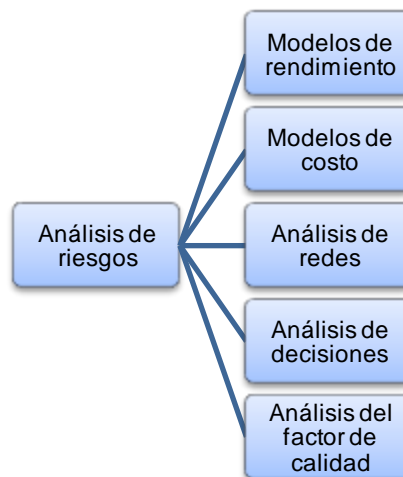 Modelos de
rendimiento
Modelos de
costo
Análisis de
riesgos
Análisis de
redes
Análisis de
decisiones
Análisis del
factor de
calidad